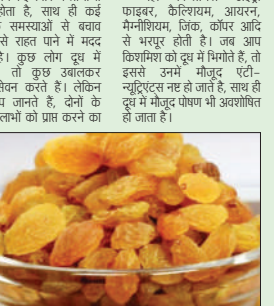 होता है, साथ ही कई
समस्याओं से बचाव
से राहत पाने में मदद
है। कुछ लोग दूध में
तो कुछ उबालकर
सेवन करते हैं। लेकिन
जानते हैं, दोनों के
लाभों को प्राप्त करने का
फाइबर, कैल्शियम, आयरन,
मैग्नीशियम, जिंक, कॉपर आदि
से भरपूर होती है। जब आप
किशमिश को दूध में भिगोते हैं, तो
इससे उनमें मौजूद एंटी-
न्यूट्रिएंटस नष्ट हो जाते है, साथ ही
दूध में मौजूद पोषण भी अवशोषित
हो जाता है।